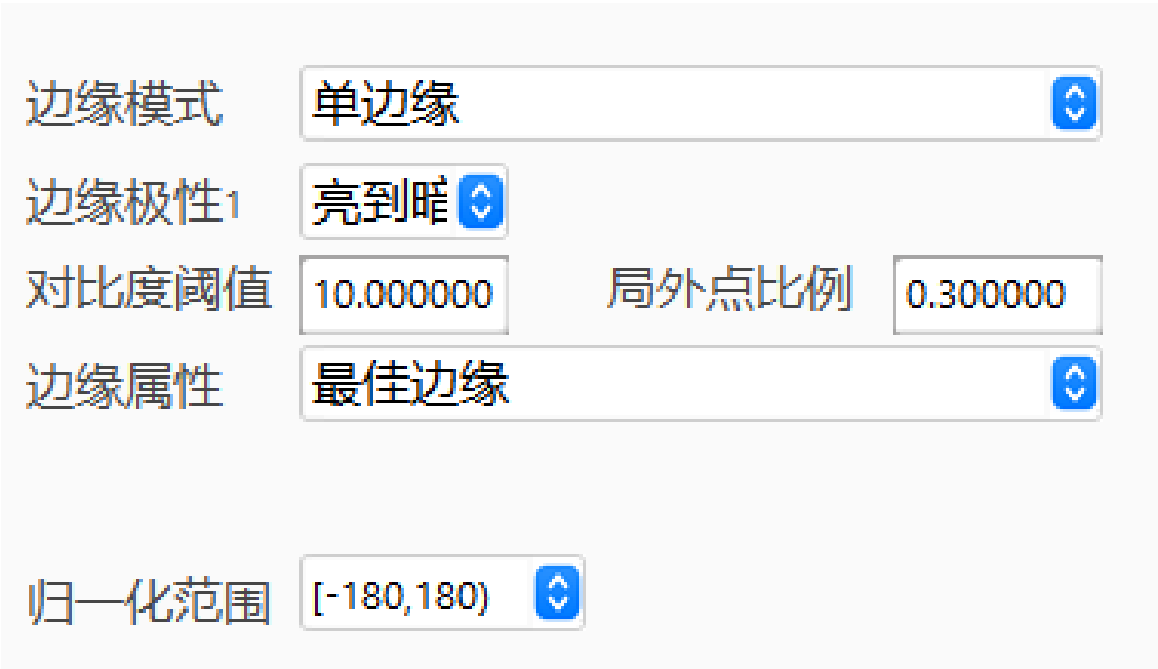 边缘模式 单边缘
边缘极性1 亮到暗
对比度阈值 10.000000 局外点比例 0.300000
边缘属性 最佳边缘
归一化范围 [-180,180)